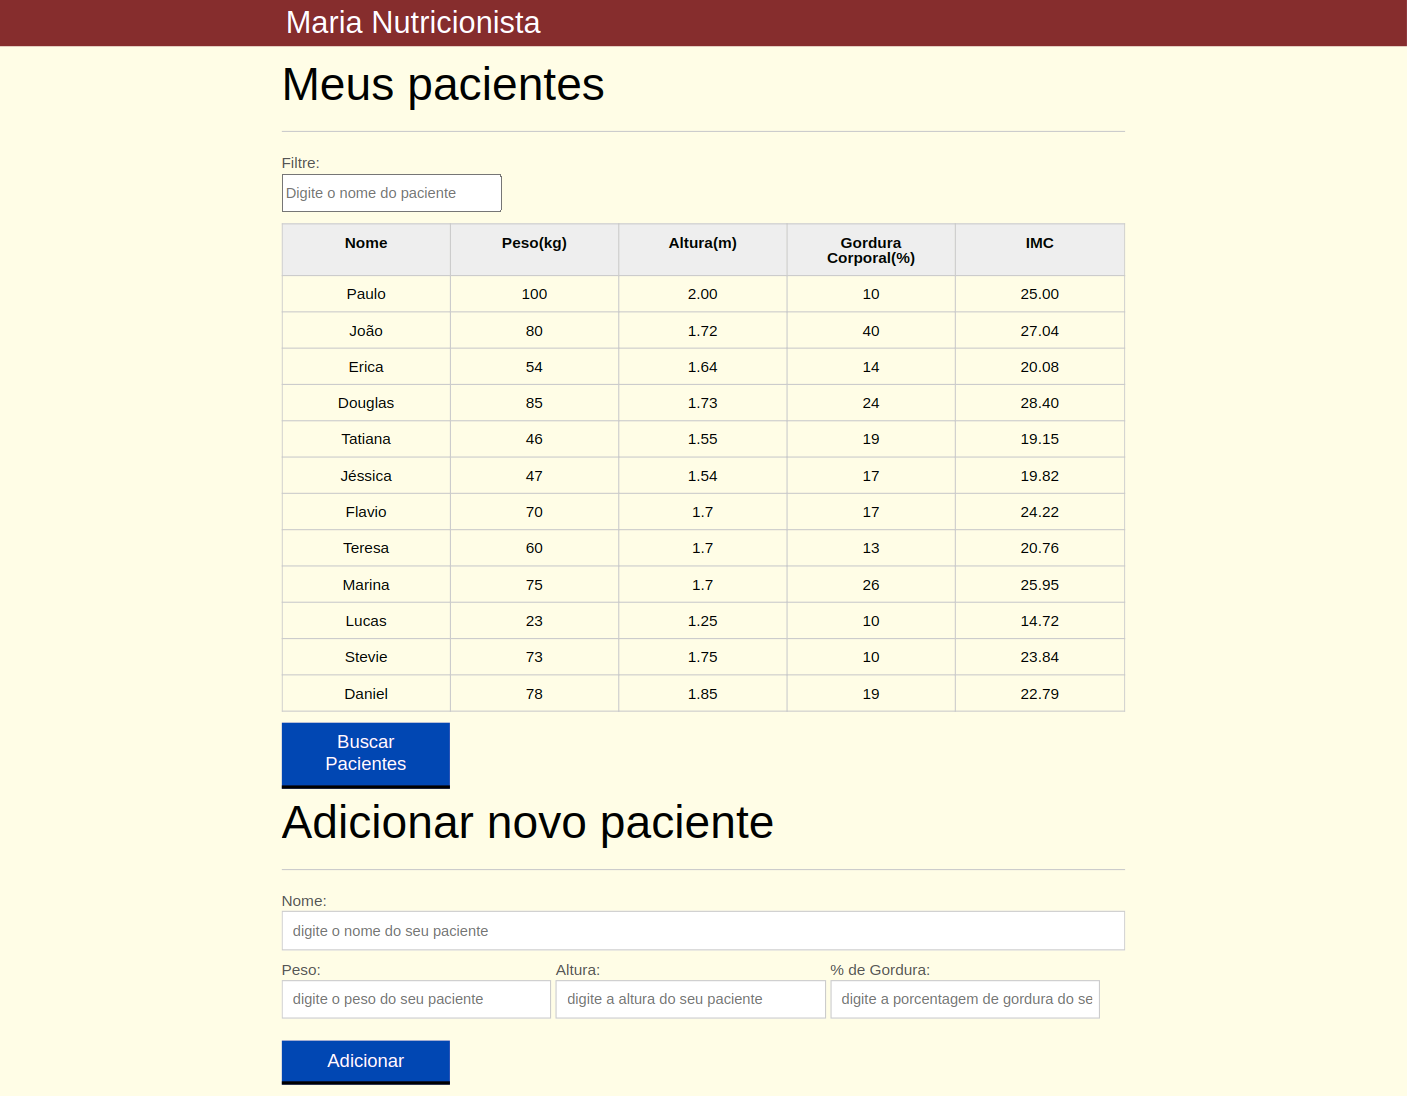 Maria Nutricionista
Meus pacientes
Filtre:
Digite o nome do paciente
Nome Peso(kg) Altura(m) Gordura Corporal(%) IMC
Paulo 100 2.00 10 25.00
João 80 1.72 40 27.04
Erica 54 1.64 14 20.08
Douglas 85 1.73 24 28.40
Tatiana 46 1.55 19 19.15
Jéssica 47 1.54 17 19.82
Flavio 70 1.7 17 24.22
Teresa 60 1.7 13 20.76
Marina 75 1.7 26 25.95
Lucas 23 1.25 10 14.72
Stevie 73 1.75 10 23.84
Daniel 78 1.85 19 22.79
Buscar
Pacientes
Adicionar novo paciente
Nome:
digite o nome do seu paciente
Peso: Altura: % de Gordura:
digite o peso do seu paciente digite a altura do seu paciente digite a porcentagem de gordura do se
Adicionar